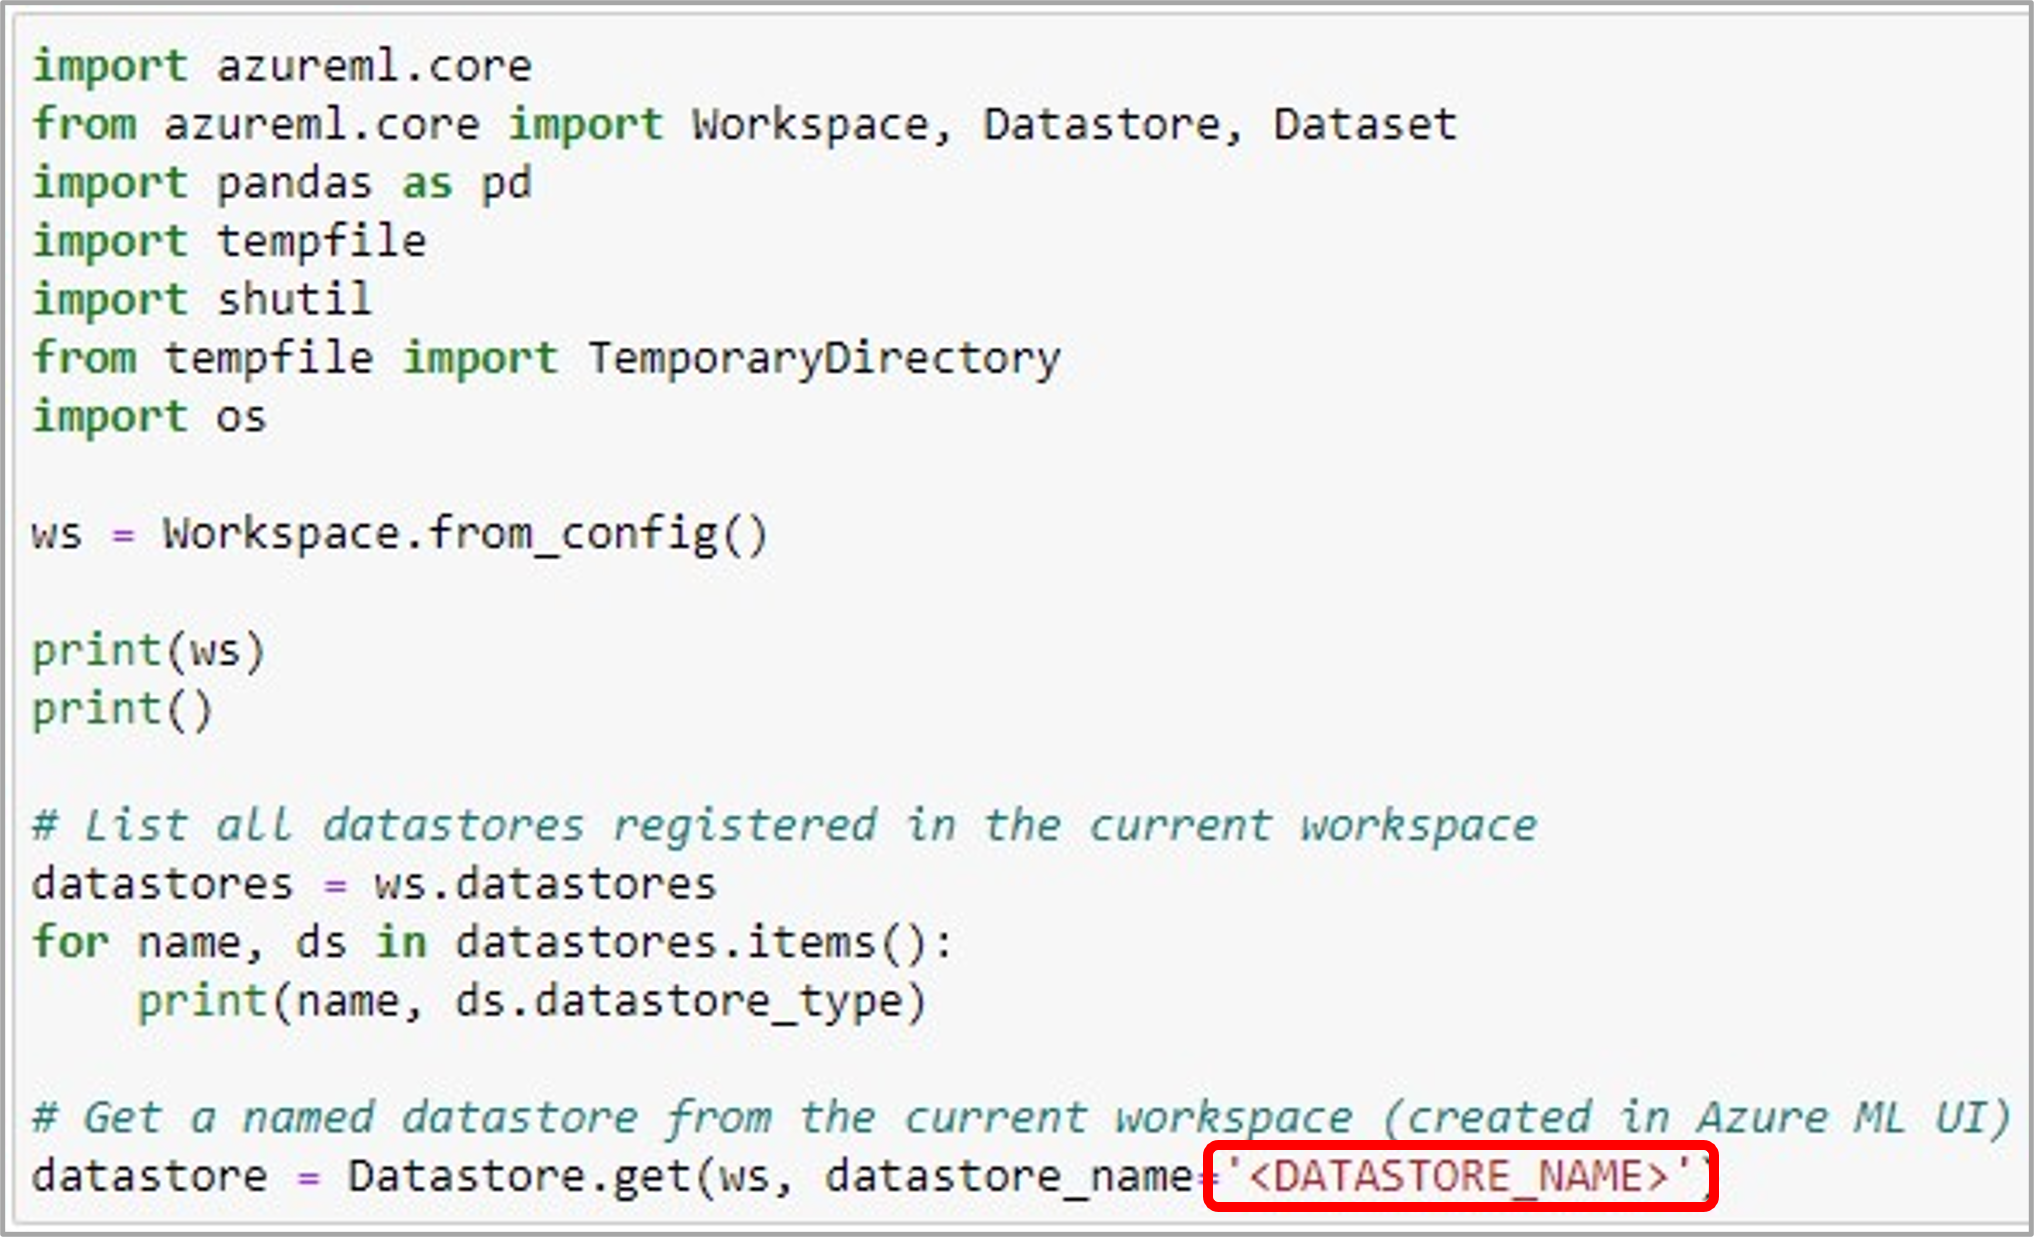 import azureml.core
from azureml.core import Workspace, Datastore, Dataset
import pandas as pd
import tempfile
import shutil
from tempfile import TemporaryDirectory
import os
ws = Workspace.from_config()
print(ws)
print()
# List all datastores registered in the current workspace
datastores = ws.datastores
for name, ds in datastores.items():
    print(name, ds.datastore_type)
# Get a named datastore from the current workspace (created in Azure ML UI)
datastore = Datastore.get(ws, datastore_name='<DATASTORE_NAME>')